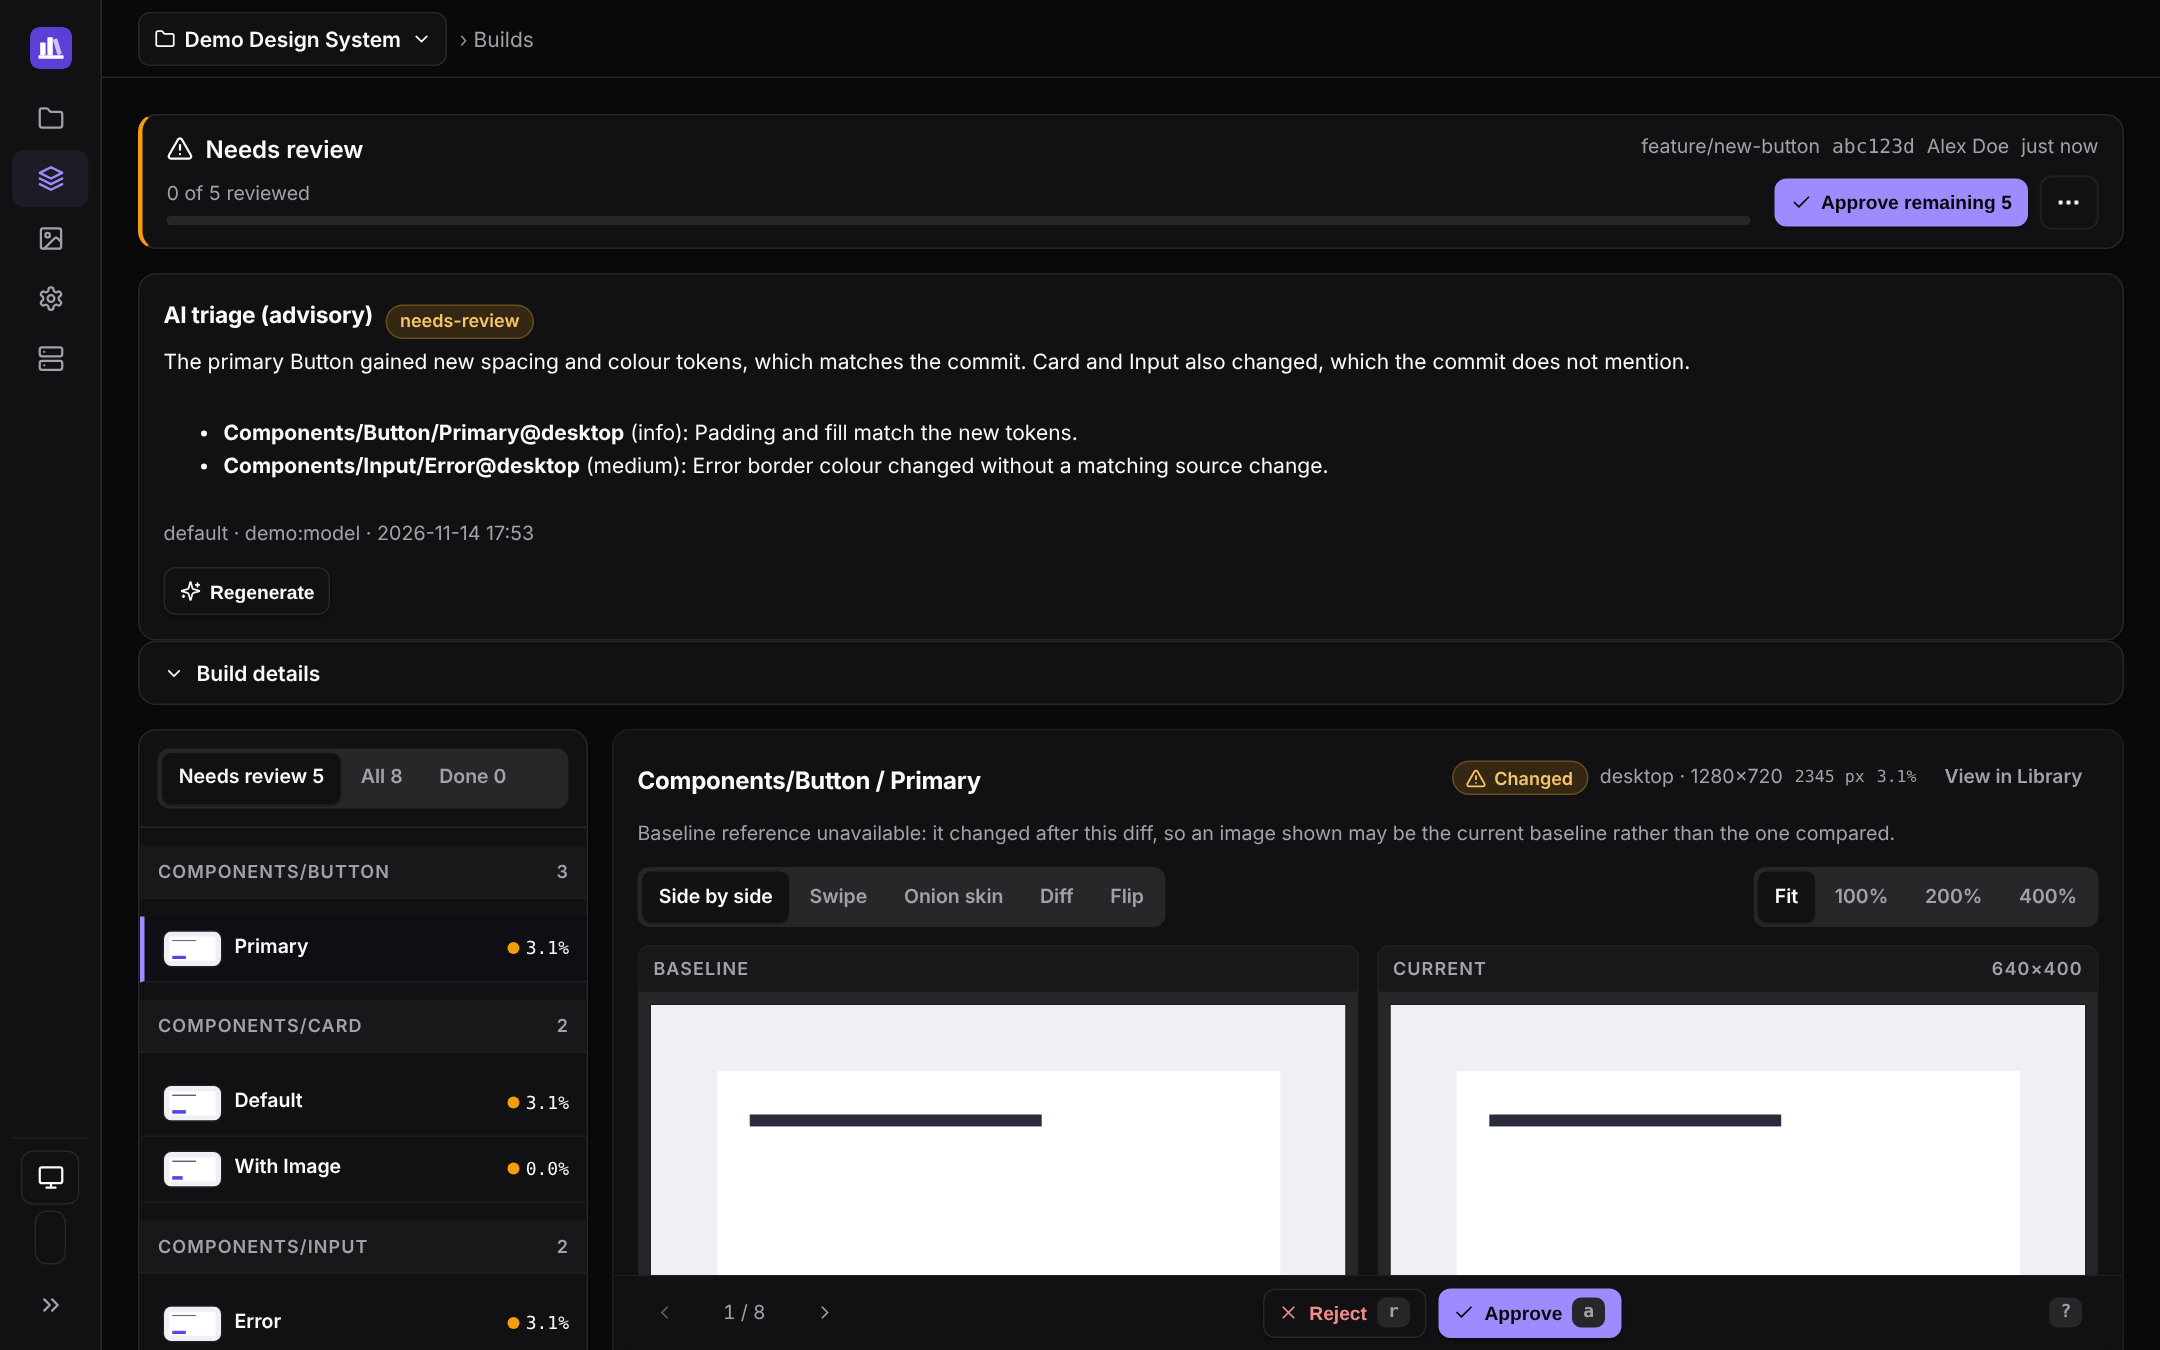 Demo Design System › Builds
Needs review
feature/new-button abc123d Alex Doe just now
0 of 5 reviewed
Approve remaining 5
AI triage (advisory) needs-review
The primary Button gained new spacing and colour tokens, which matches the commit. Card and Input also changed, which the commit does not mention.
• Components/Button/Primary@desktop (info): Padding and fill match the new tokens.
• Components/Input/Error@desktop (medium): Error border colour changed without a matching source change.
default · demo:model · 2026-11-14 17:53
Regenerate
Build details
Needs review 5 All 8 Done 0
COMPONENTS/BUTTON 3
Primary 3.1%
COMPONENTS/CARD 2
Default 3.1%
With Image 0.0%
COMPONENTS/INPUT 2
Error 3.1%
Components/Button / Primary
Changed desktop · 1280×720 2345 px 3.1% View in Library
Baseline reference unavailable: it changed after this diff, so an image shown may be the current baseline rather than the one compared.
Side by side Swipe Onion skin Diff Flip
Fit 100% 200% 400%
BASELINE
CURRENT 640×400
1 / 8
Reject r
Approve a
?